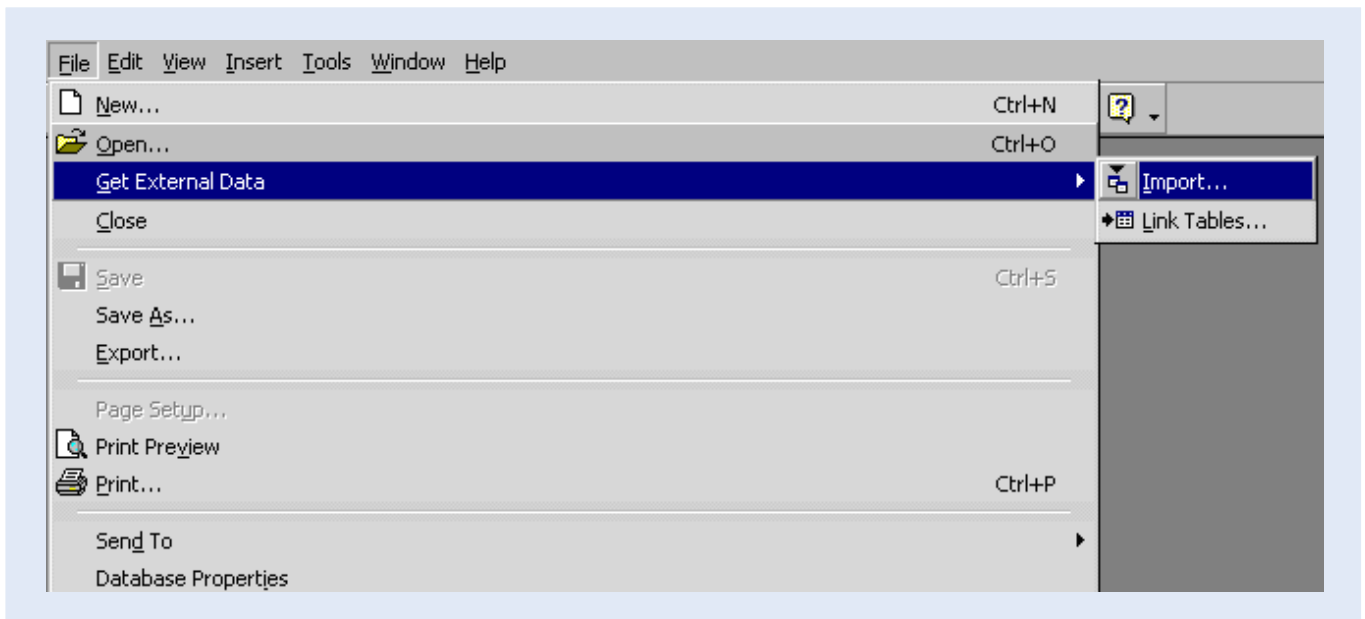 File Edit View Insert Tools Window Help
New... Ctrl+N
Open... Ctrl+O
Get External Data
Import...
Close
Link Tables...
Save Ctrl+S
Save As...
Export...
Page Setup...
Print Preview
Print... Ctrl+P
Send To
Database Properties